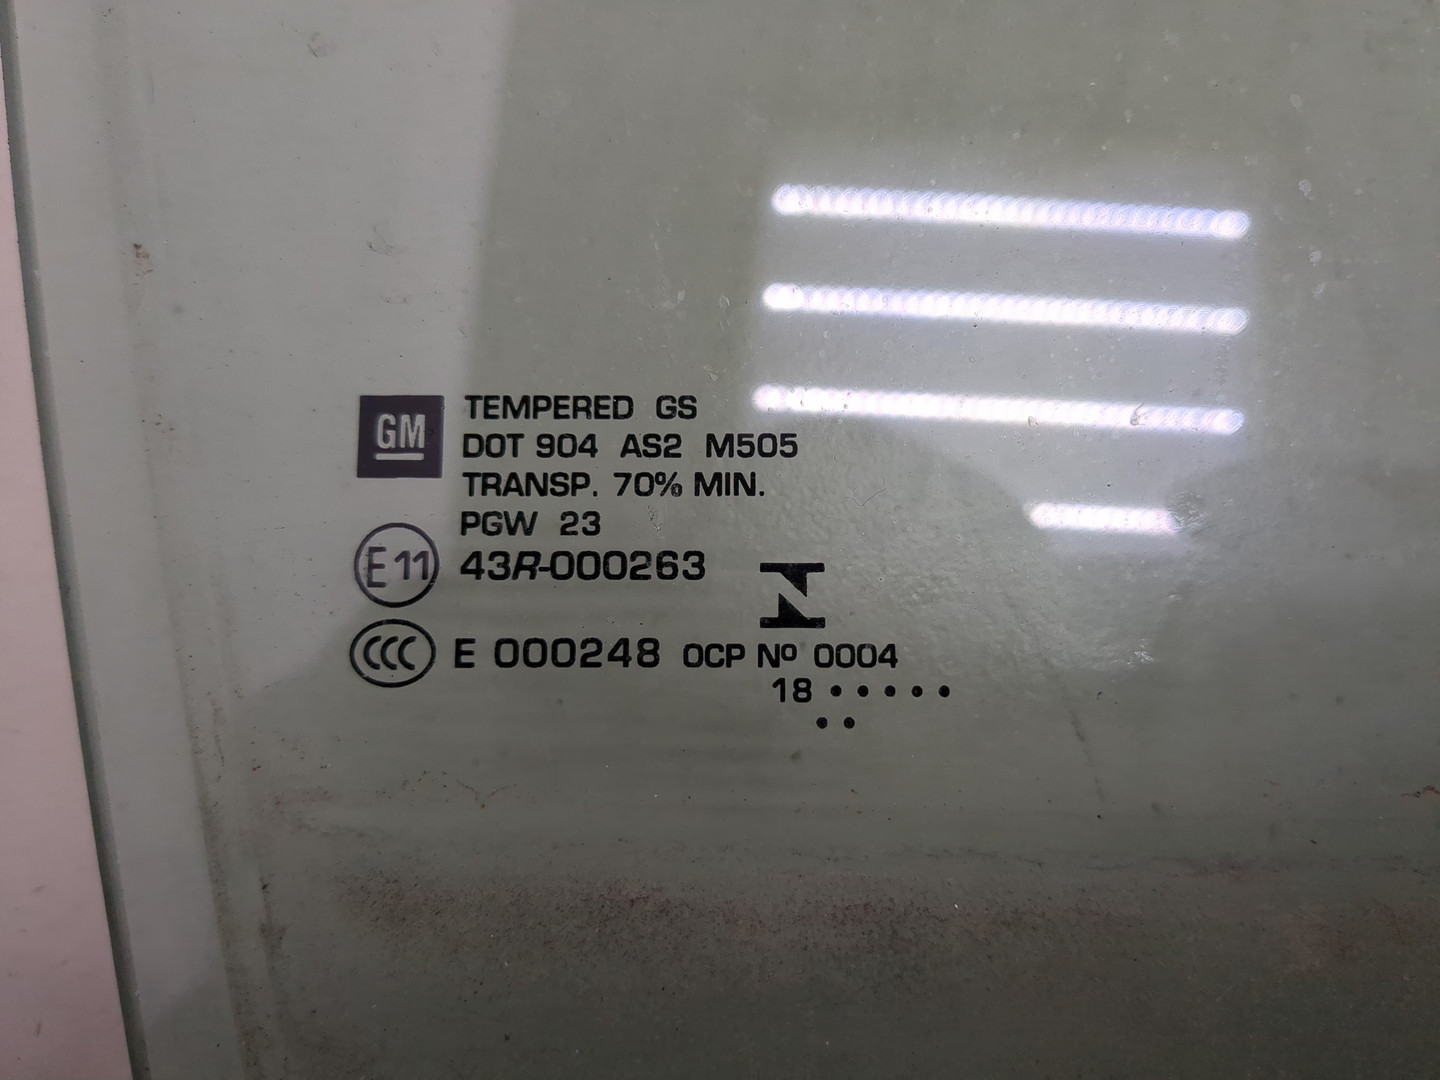 GM
TEMPERED GS
DOT 904 AS2 M505
TRANSP. 70% MIN.
PGW 23
E 11 43R-000263
CCC E 000248 OCP Nº 0004
18 • • • • •
• •